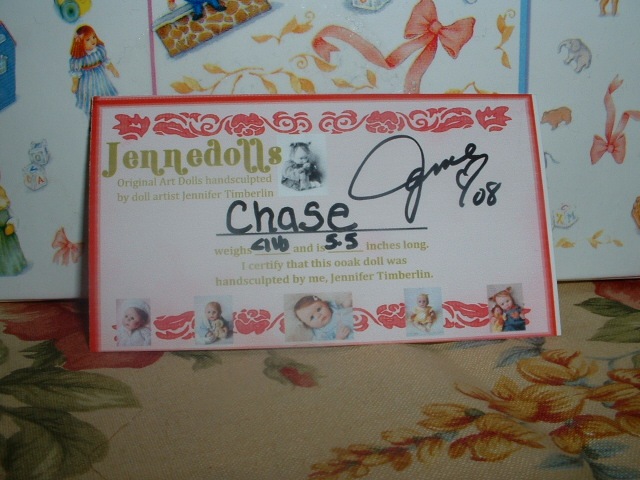 Jennedolls
Original Art Dolls handsculpted
by doll artist Jennifer Timberlin
Chase
weighs <1lb and is 5.5 inches long.
I certify that this ooak doll was
handsculpted by me, Jennifer Timberlin.